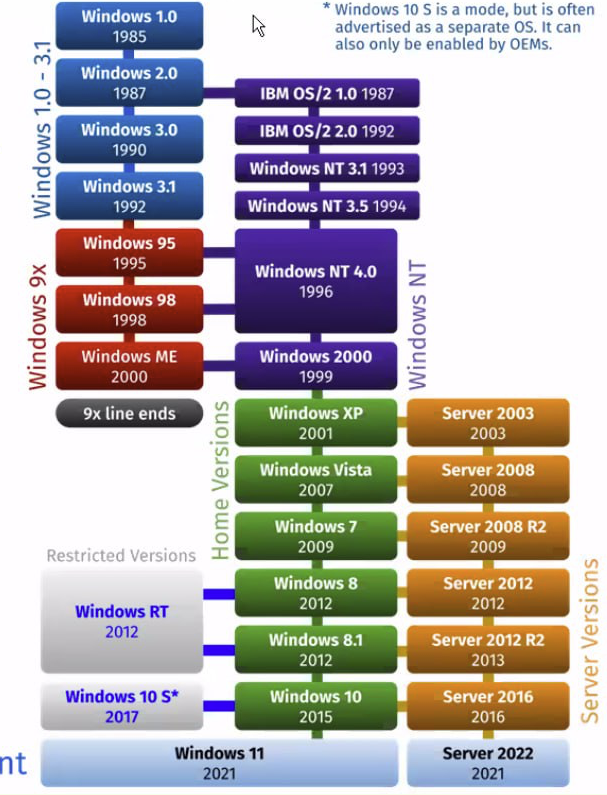 * Windows 10 S is a mode, but is often
advertised as a separate OS. It can
also only be enabled by OEMs.
Windows 1.0 - 3.1
Windows 1.0
1985
Windows 2.0
1987
Windows 3.0
1990
Windows 3.1
1992
IBM OS/2 1.0 1987
IBM OS/2 2.0 1992
Windows NT 3.1 1993
Windows NT 3.5 1994
Windows 9x
Windows 95
1995
Windows 98
1998
Windows ME
2000
9x line ends
Windows NT 4.0
1996
Windows 2000
1999
Windows NT
Home Versions
Windows XP
2001
Windows Vista
2007
Windows 7
2009
Windows 8
2012
Windows 8.1
2012
Windows 10
2015
Server 2003
2003
Server 2008
2008
Server 2008 R2
2009
Server 2012
2012
Server 2012 R2
2013
Server 2016
2016
Server Versions
Restricted Versions
Windows RT
2012
Windows 10 S*
2017
nt
Windows 11
2021
Server 2022
2021